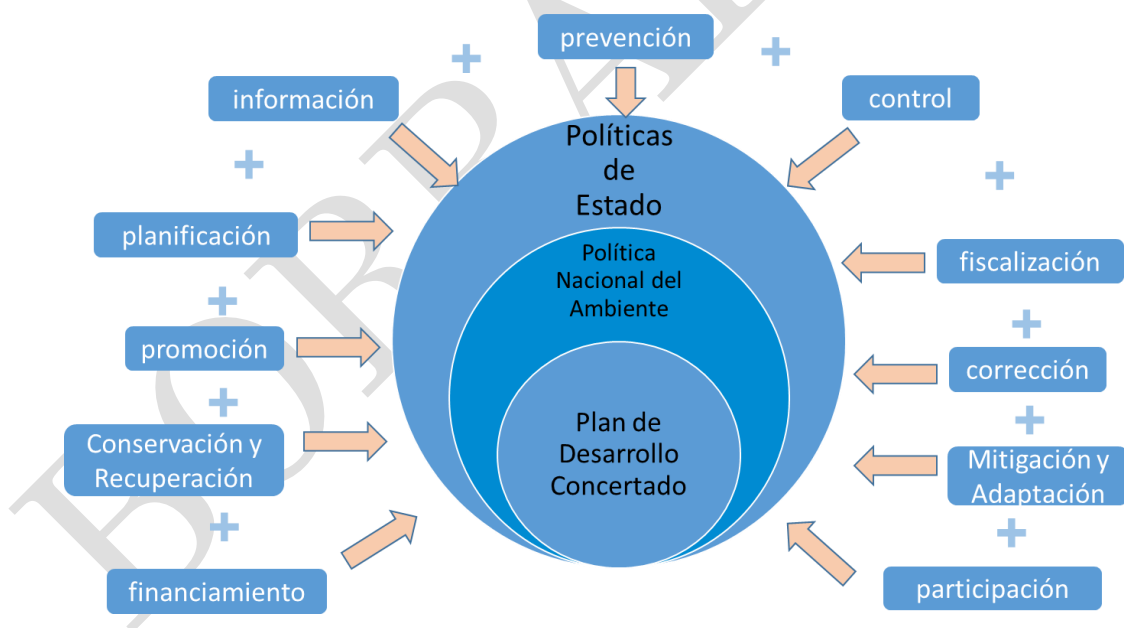 prevención
información
control
Políticas
de
Estado
planificación
Política
Nacional del
Ambiente
fiscalización
promoción
corrección
Conservación y
Recuperación
Plan de
Desarrollo
Concertado
Mitigación y
Adaptación
financiamiento
participación